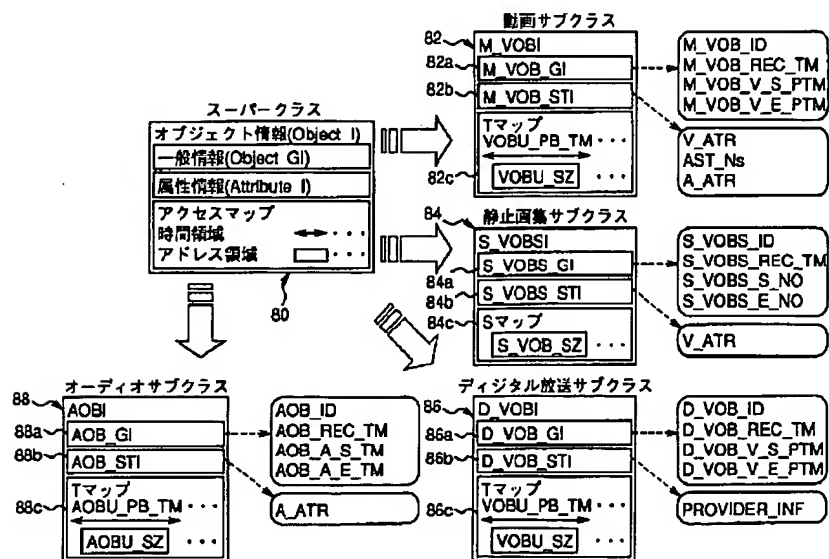 動画サブクラス
82
M_VOBI
82a
M_VOB_GI
82b
M_VOB_STI
Tマップ
VOBU_PB_TM ・・・
82c
VOBU_SZ ・・・
M_VOB_ID
M_VOB_REC_TM
M_VOB_V_S_PTM
M_VOB_V_E_PTM
V_ATR
AST_Ns
A_ATR
スーパークラス
オブジェクト情報(Object I)
一般情報(Object GI)
属性情報(Attribute I)
アクセスマップ
時間領域 ・・・
アドレス領域 ・・・
80
静止画集サブクラス
84
S_VOBSI
84a
S_VOBS_GI
84b
S_VOBS_STI
84c
Sマップ
S_VOB_SZ ・・・
S_VOBS_ID
S_VOBS_REC_TM
S_VOBS_S_NO
S_VOBS_E_NO
V_ATR
オーディオサブクラス
88
AOBI
88a
AOB_GI
88b
AOB_STI
Tマップ
88c
AOBU_PB_TM ・・・
AOBU_SZ ・・・
AOB_ID
AOB_REC_TM
AOB_A_S_TM
AOB_A_E_TM
A_ATR
ディジタル放送サブクラス
86
D_VOBI
86a
D_VOB_GI
86b
D_VOB_STI
Tマップ
86c
VOBU_PB_TM ・・・
VOBU_SZ ・・・
D_VOB_ID
D_VOB_REC_TM
D_VOB_V_S_PTM
D_VOB_V_E_PTM
PROVIDER_INF